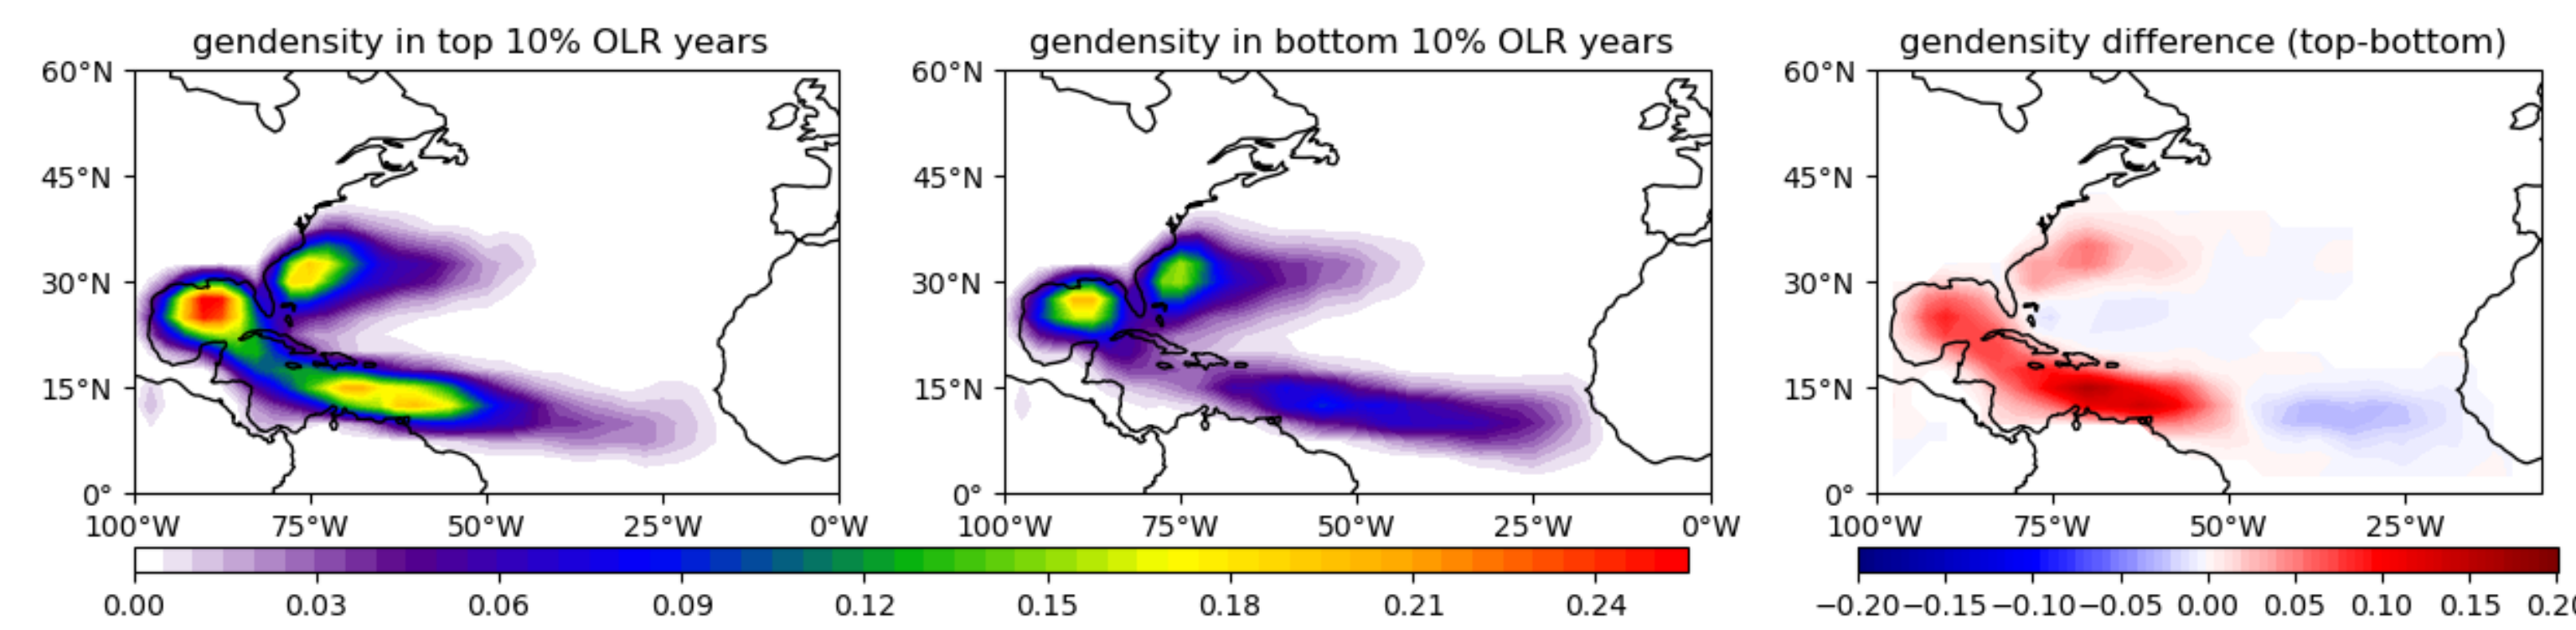 gendensity in top 10% OLR years
gendensity in bottom 10% OLR years
gendensity difference (top-bottom)
60°N
45°N
30°N
15°N
0°
60°N
45°N
30°N
15°N
0°
60°N
45°N
30°N
15°N
0°
100°W 75°W 50°W 25°W 0°W
100°W 75°W 50°W 25°W 0°W
100°W 75°W 50°W 25°W
0.00 0.03 0.06 0.09 0.12 0.15 0.18 0.21 0.24
−0.20 −0.15 −0.10 −0.05 0.00 0.05 0.10 0.15